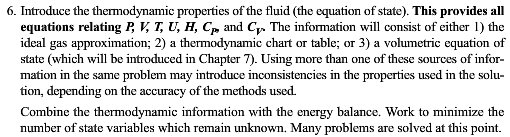 6. Introduce the thermodynamic properties of the fluid (the equation of state). This provides all
equations relating P, V, T, U, H, CP, and CV. The information will consist of either 1) the
ideal gas approximation; 2) a thermodynamic chart or table; or 3) a volumetric equation of
state (which will be introduced in Chapter 7). Using more than one of these sources of infor-
mation in the same problem may introduce inconsistencies in the properties used in the solu-
tion, depending on the accuracy of the methods used.
Combine the thermodynamic information with the energy balance. Work to minimize the
number of state variables which remain unknown. Many problems are solved at this point.